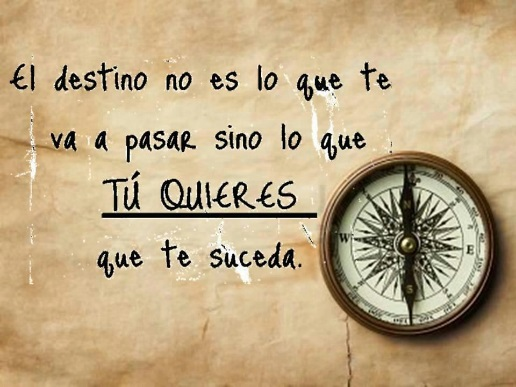 El destino no es lo que te
va a pasar sino lo que
TÚ QUIERES
que te suceda.
W
E